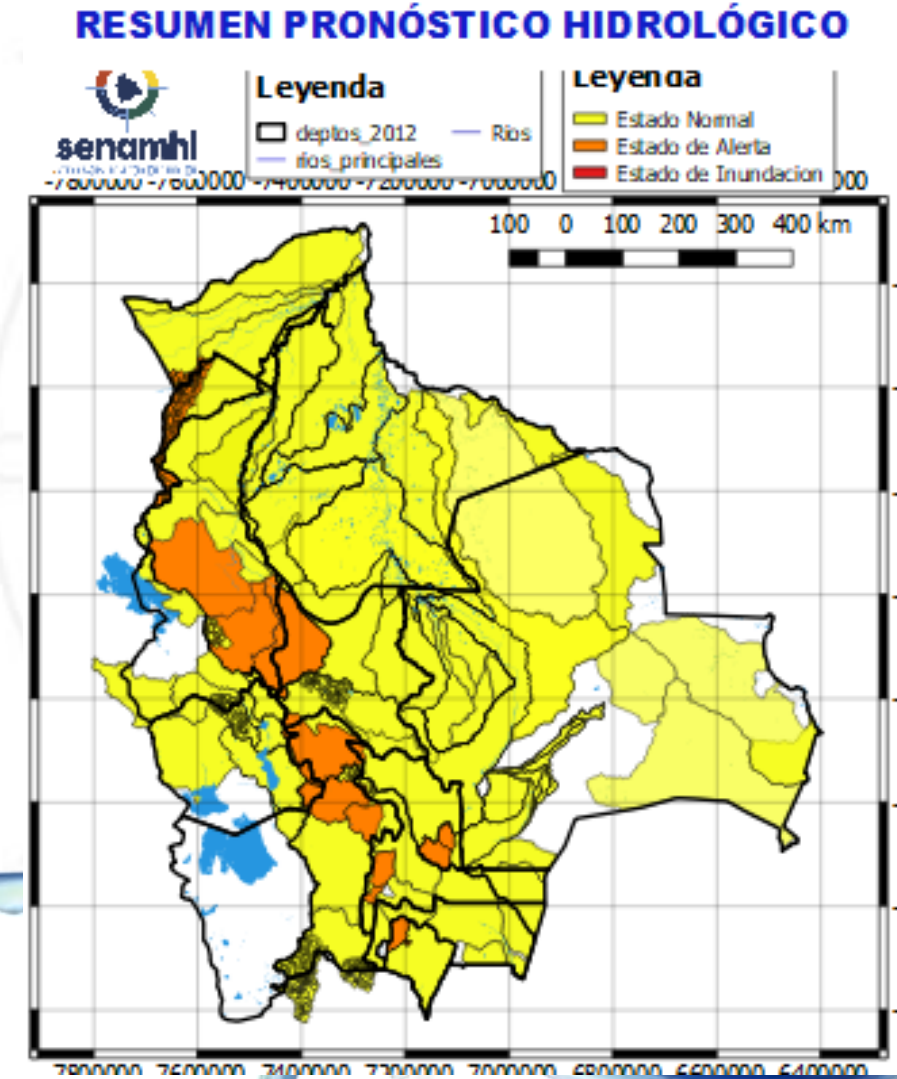 RESUMEN PRONÓSTICO HIDROLÓGICO
senamhi
Leyenda
deptos_2012
Rios
rios_principales
Leyenda
Estado Normal
Estado de Alerta
Estado de Inundacion
-7800000 -7600000 -7400000 -7200000 -7000000
000
100 0 100 200 300 400 km
7800000 7600000 7400000 7200000 7000000 6800000 6600000 6400000